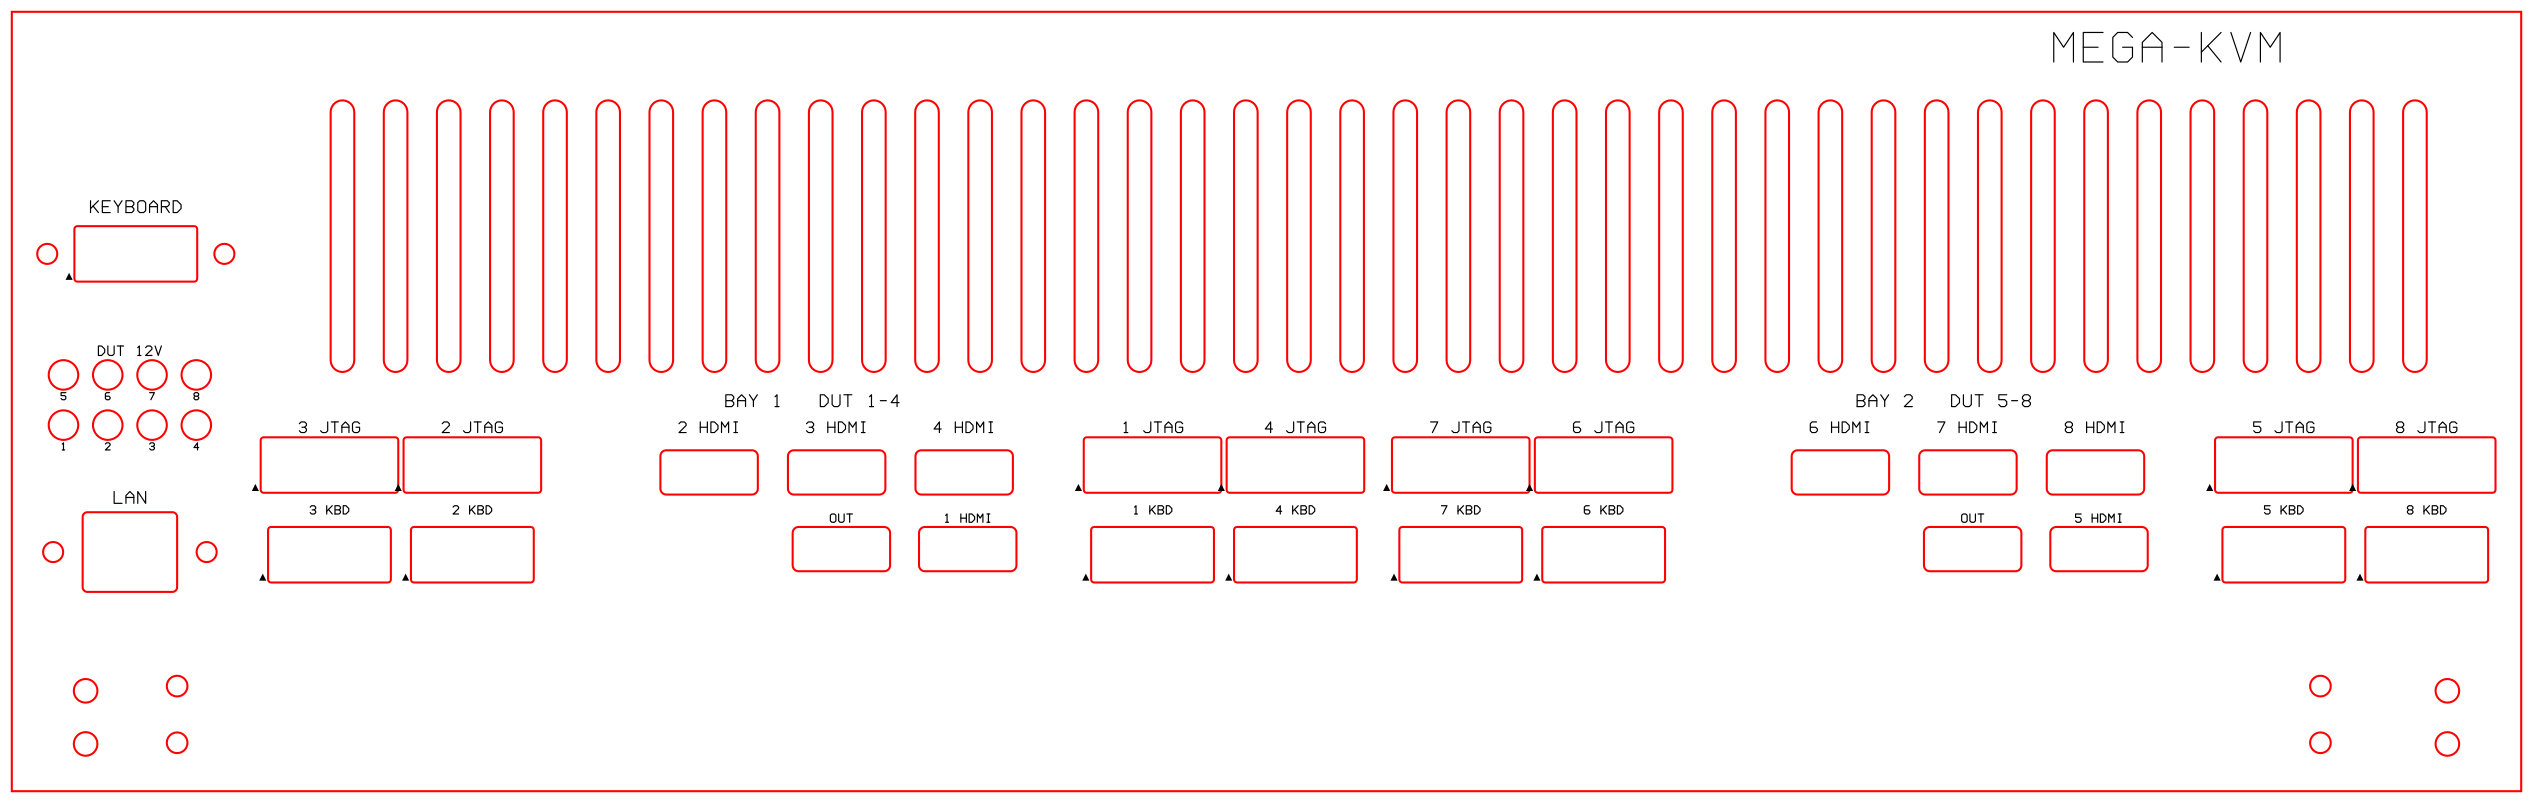 MEGA-KVM
KEYBOARD
DUT 12V
5 6 7 8
1 2 3 4
LAN
BAY 1 DUT 1-4
BAY 2 DUT 5-8
3 JTAG 2 JTAG 2 HDMI 3 HDMI 4 HDMI 1 JTAG 4 JTAG 7 JTAG 6 JTAG 6 HDMI 7 HDMI 8 HDMI 5 JTAG 8 JTAG
3 KBD 2 KBD OUT 1 HDMI 1 KBD 4 KBD 7 KBD 6 KBD OUT 5 HDMI 5 KBD 8 KBD